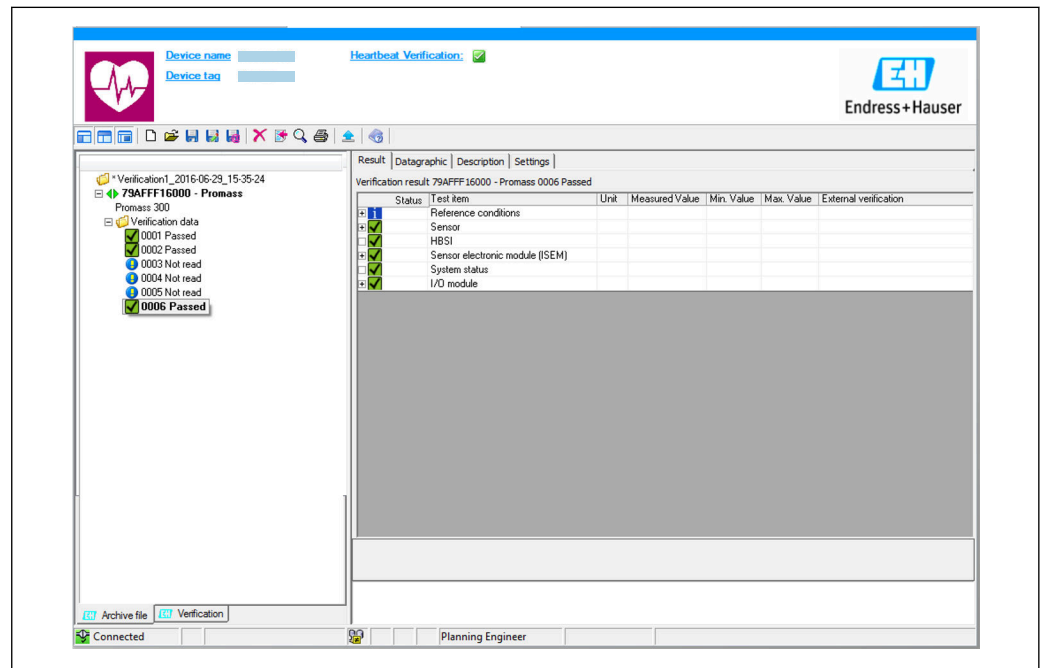 Device name
Heartbeat Verification:
Device tag
EH
Endress+Hauser
Result Datagraphic Description Settings
* Verification1_2016-06-29_15-35-24
79AFFF16000 - Promass
Promass 300
Verification data
0001 Passed
0002 Passed
0003 Not read
0004 Not read
0005 Not read
0006 Passed
Verification result 79AFFF16000 - Promass 0006 Passed
Status Test item Unit Measured Value Min. Value Max. Value External verification
Reference conditions
Sensor
HBSI
Sensor electronic module (ISEM)
System status
I/O module
Archive file Verification
Connected Planning Engineer